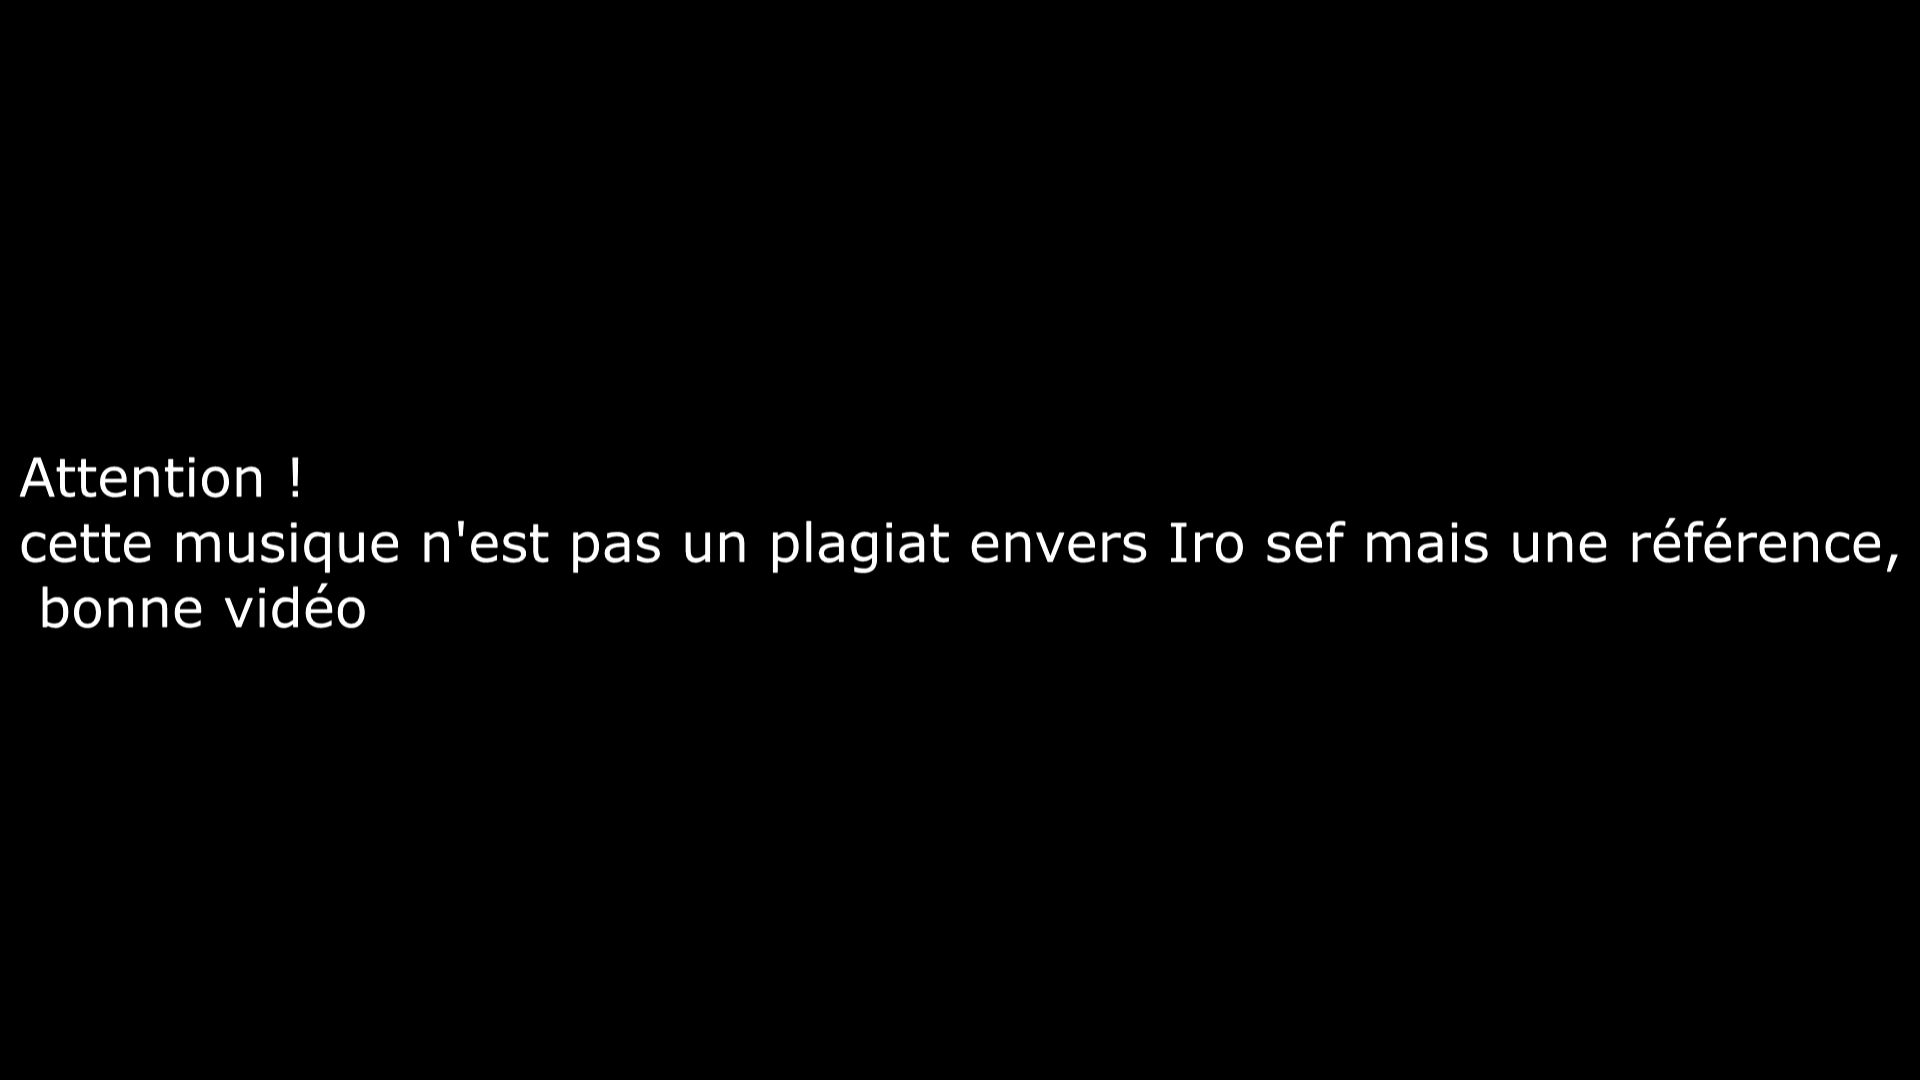 Attention !
cette musique n'est pas un plagiat envers Iro sef mais une référence,
bonne vidéo